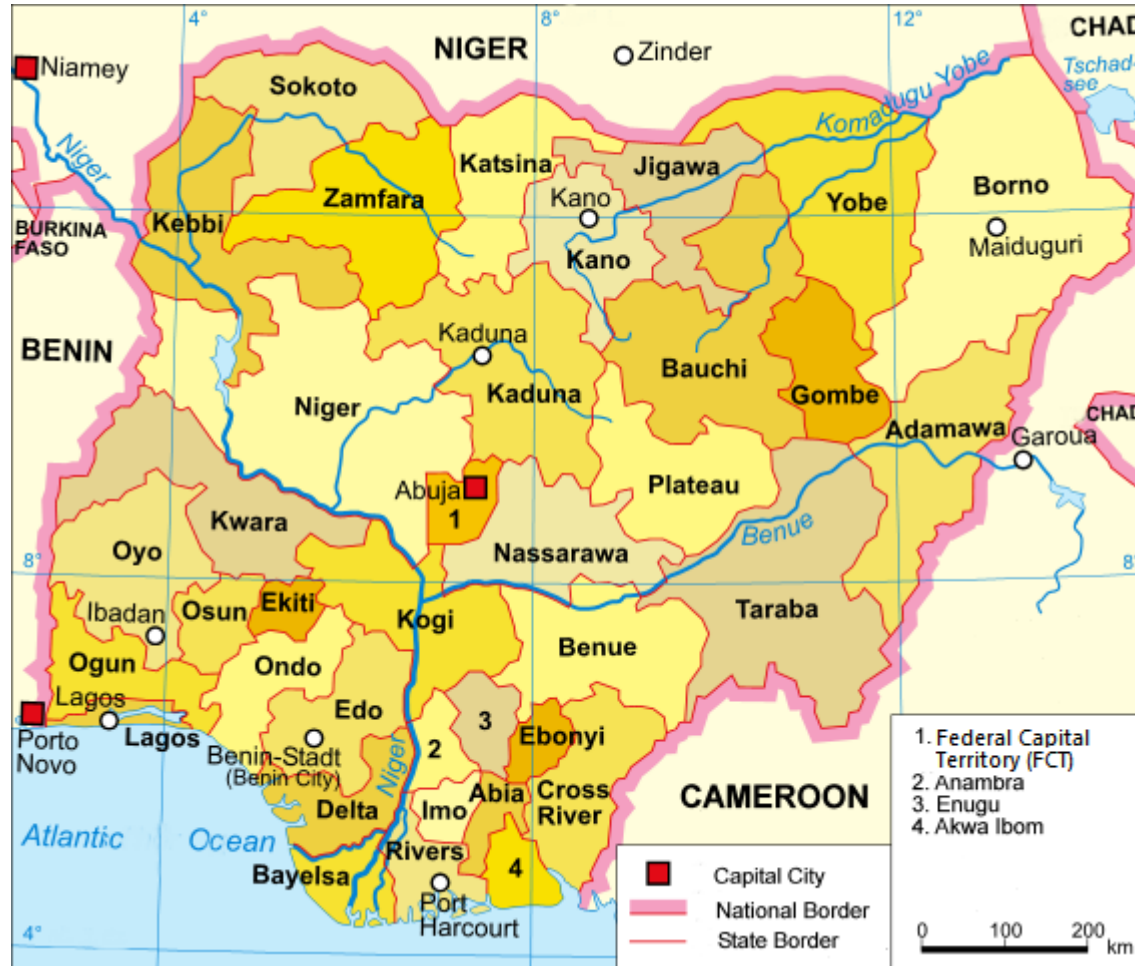 4°
8°
12°
NIGER
Zinder
CHAD
Niamey
Tschad-
see
Sokoto
Komadugu Yobe
Niger
Katsina
Jigawa
Zamfara
Kano
Yobe
Borno
Kebbi
BURKINA
FASO
Maiduguri
Kano
Kaduna
BENIN
Bauchi
Kaduna
Gombe
Niger
CHAD
Adamawa
Garoua
Abuja
Plateau
1
Kwara
Benue
Oyo
Nassarawa
8°
8°
Ibadan
Osun
Ekiti
Kogi
Taraba
Benue
Ogun
Ondo
Lagos
Edo
3
Ebonyi
Porto
Novo
Lagos
Benin-Stadt
(Benin City)
2
Niger
Abia
Cross
River
CAMEROON
Delta
Imo
Atlantic Ocean
Rivers
4
Bayelsa
Port
Harcourt
4°
1. Federal Capital
Territory (FCT)
2. Anambra
3. Enugu
4. Akwa Ibom
Capital City
National Border
State Border
0 100 200
km